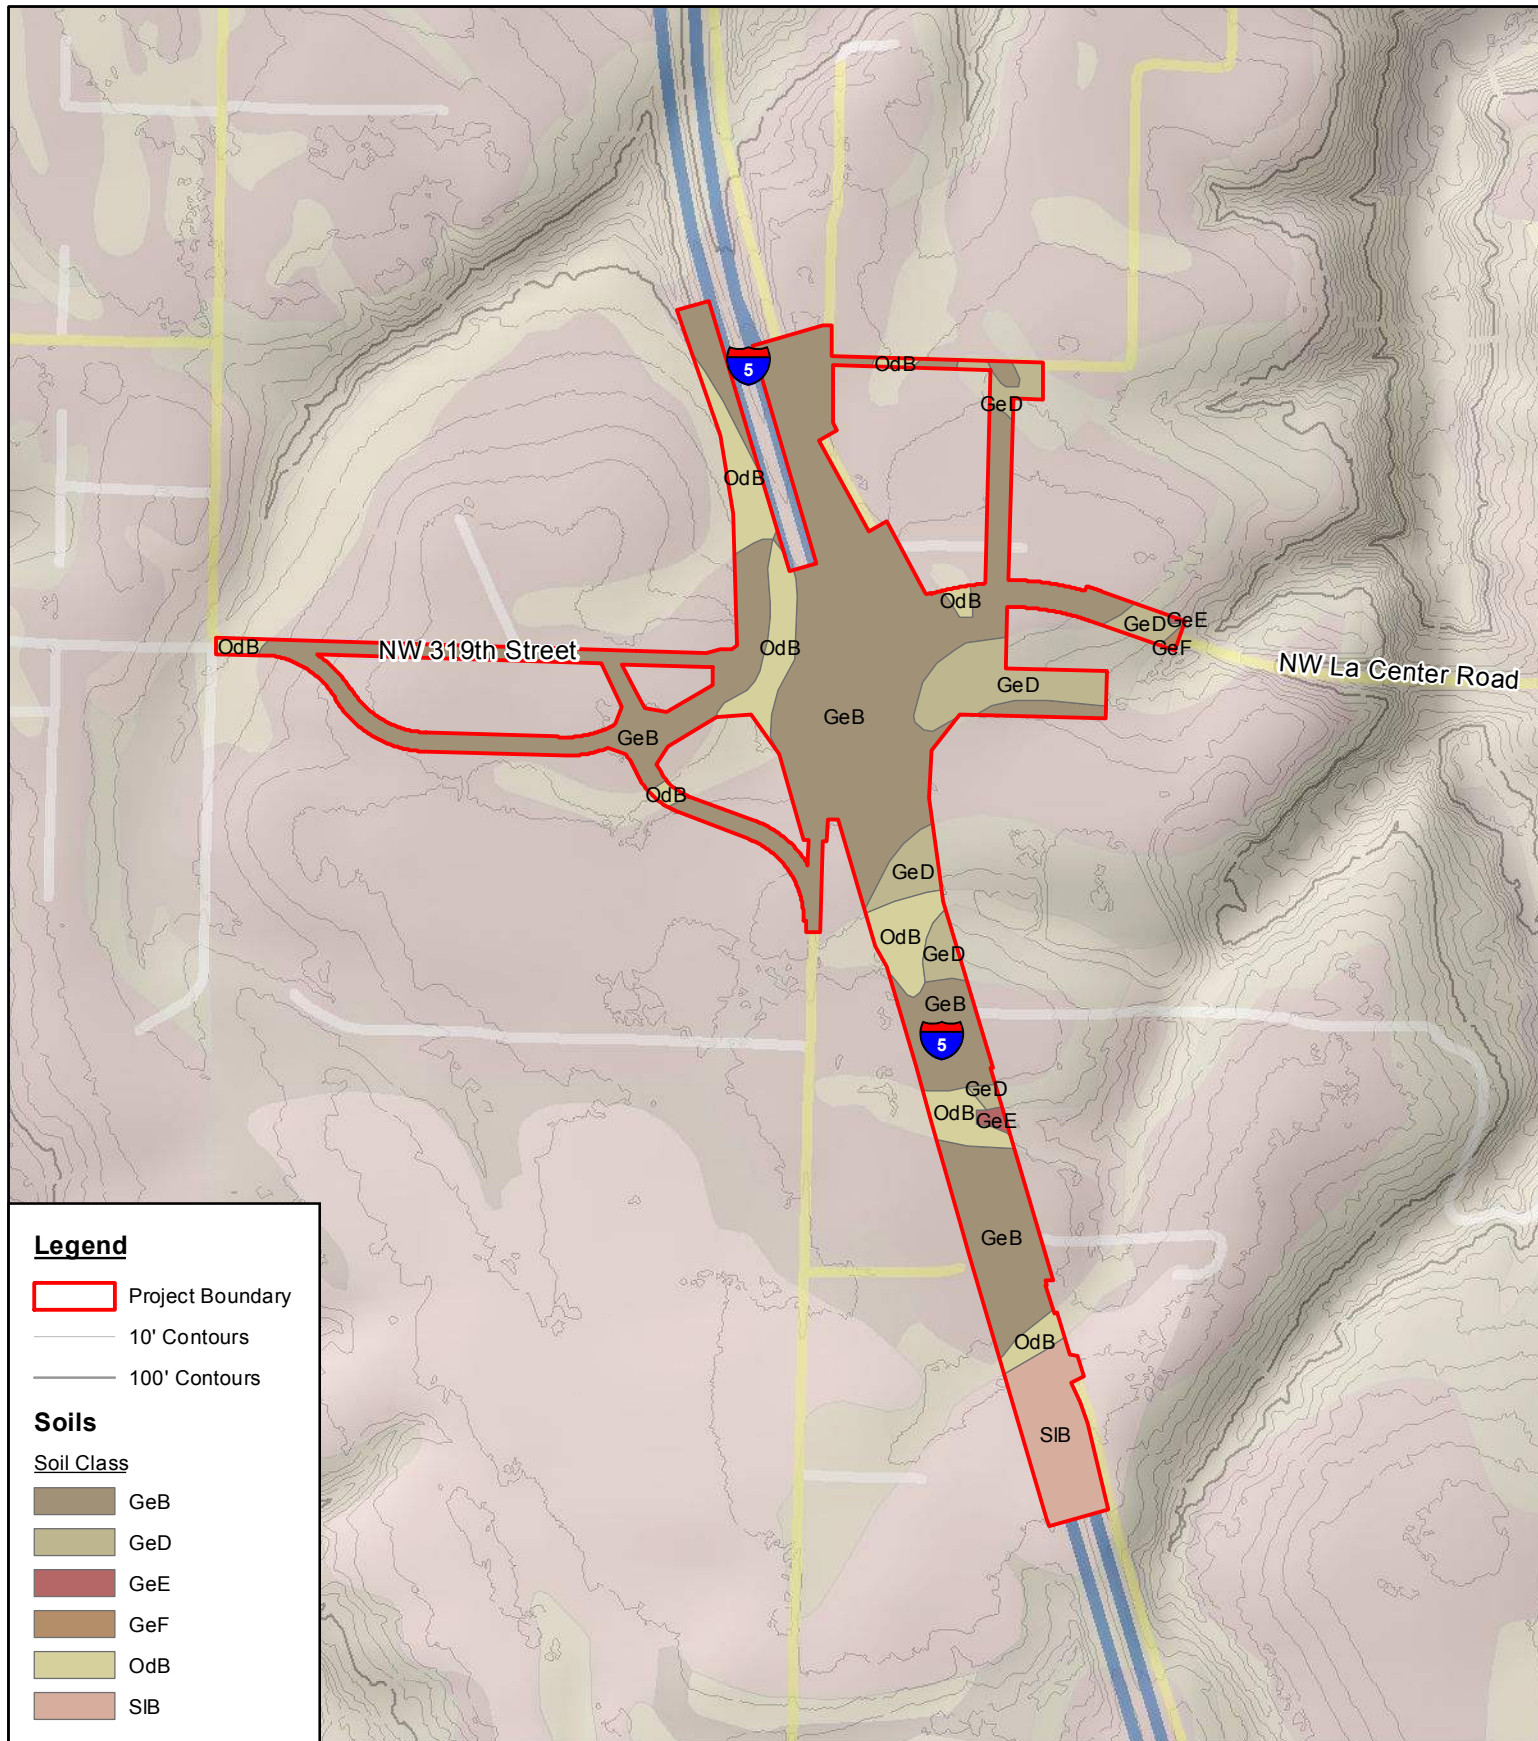 5
OdB
GeD
OdB
OdB
GeD
GeE
GeF
OdB
NW 319th Street
OdB
NW La Center Road
GeD
GeB
GeB
OdB
GeD
OdB
GeD
GeB
5
GeD
OdB
GeE
GeB
OdB
SIB
Legend
Project Boundary
10' Contours
100' Contours
Soils
Soil Class
GeB
GeD
GeE
GeF
OdB
SIB